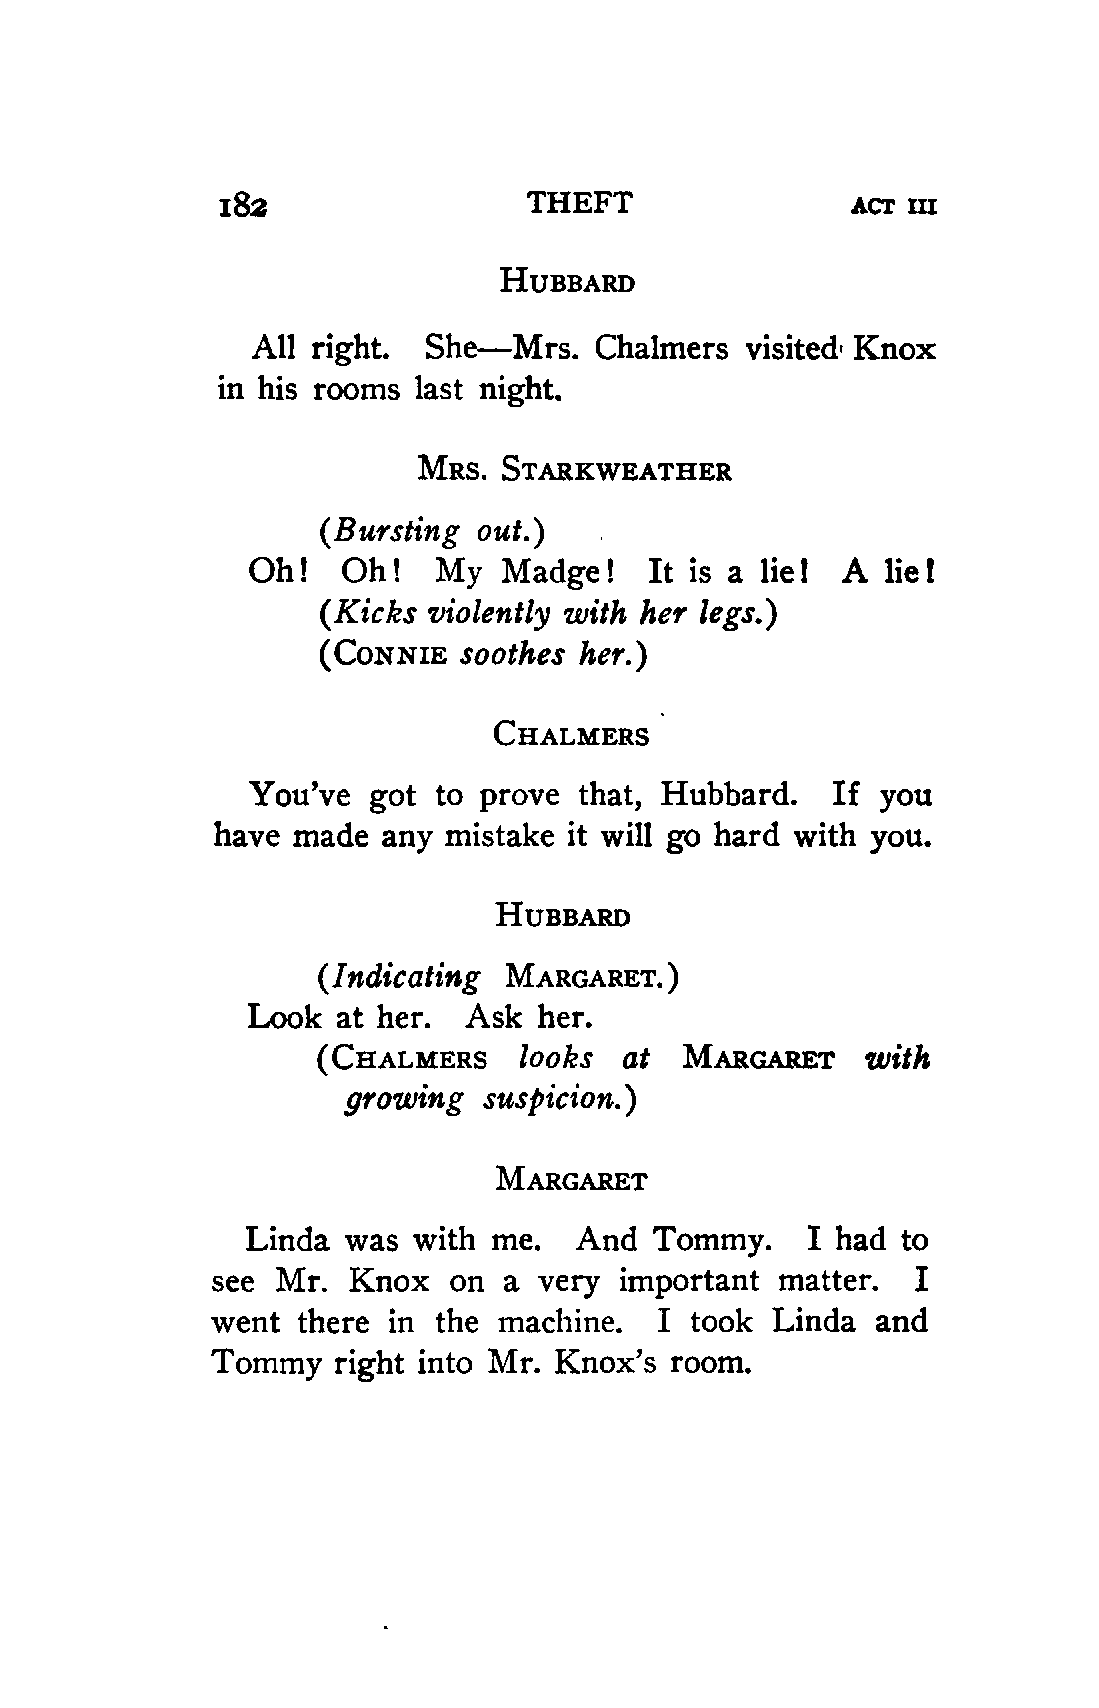 182 THEFT ACT III
HUBBARD
All right. She—Mrs. Chalmers visited Knox
in his rooms last night.
MRS. STARKWEATHER
(Bursting out.)
Oh! Oh! My Madge! It is a lie! A lie!
(Kicks violently with her legs.)
(CONNIE soothes her.)
CHALMERS
You've got to prove that, Hubbard. If you
have made any mistake it will go hard with you.
HUBBARD
(Indicating MARGARET.)
Look at her. Ask her.
(CHALMERS looks at MARGARET with
growing suspicion.)
MARGARET
Linda was with me. And Tommy. I had to
see Mr. Knox on a very important matter. I
went there in the machine. I took Linda and
Tommy right into Mr. Knox's room.